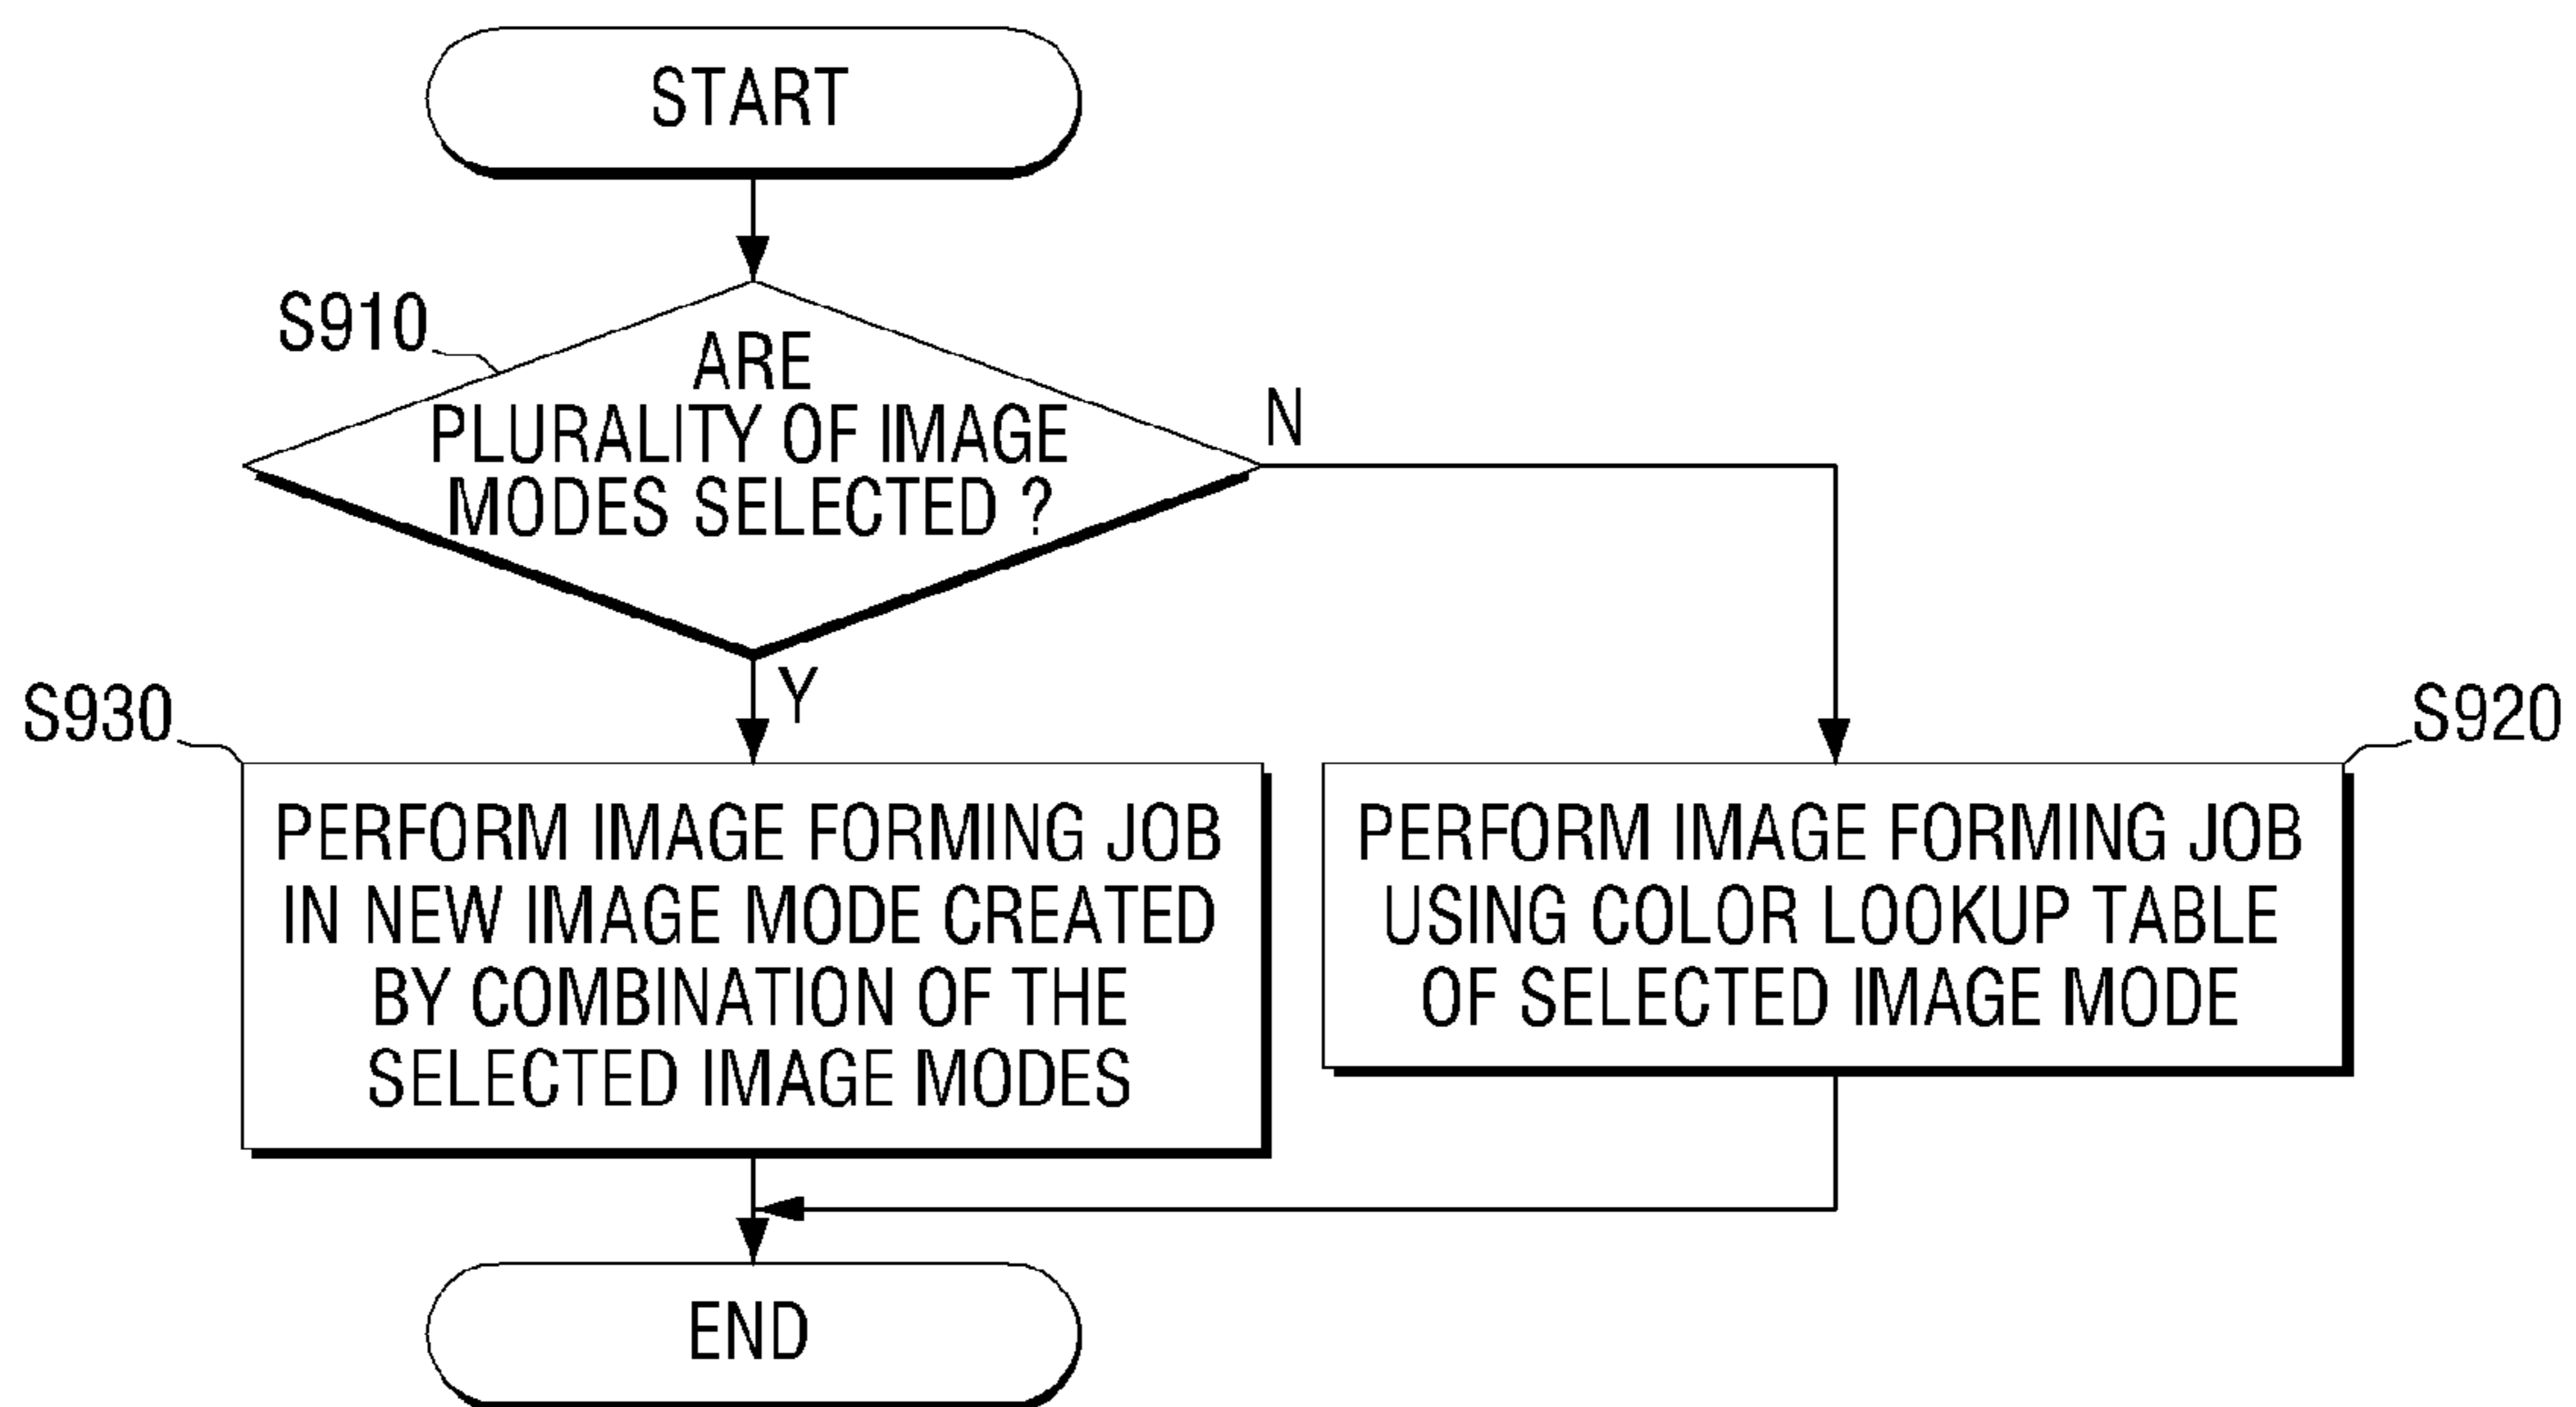 START
S910
ARE
PLURALITY OF IMAGE
MODES SELECTED ?
N
Y
S930
PERFORM IMAGE FORMING JOB
IN NEW IMAGE MODE CREATED
BY COMBINATION OF THE
SELECTED IMAGE MODES
S920
PERFORM IMAGE FORMING JOB
USING COLOR LOOKUP TABLE
OF SELECTED IMAGE MODE
END